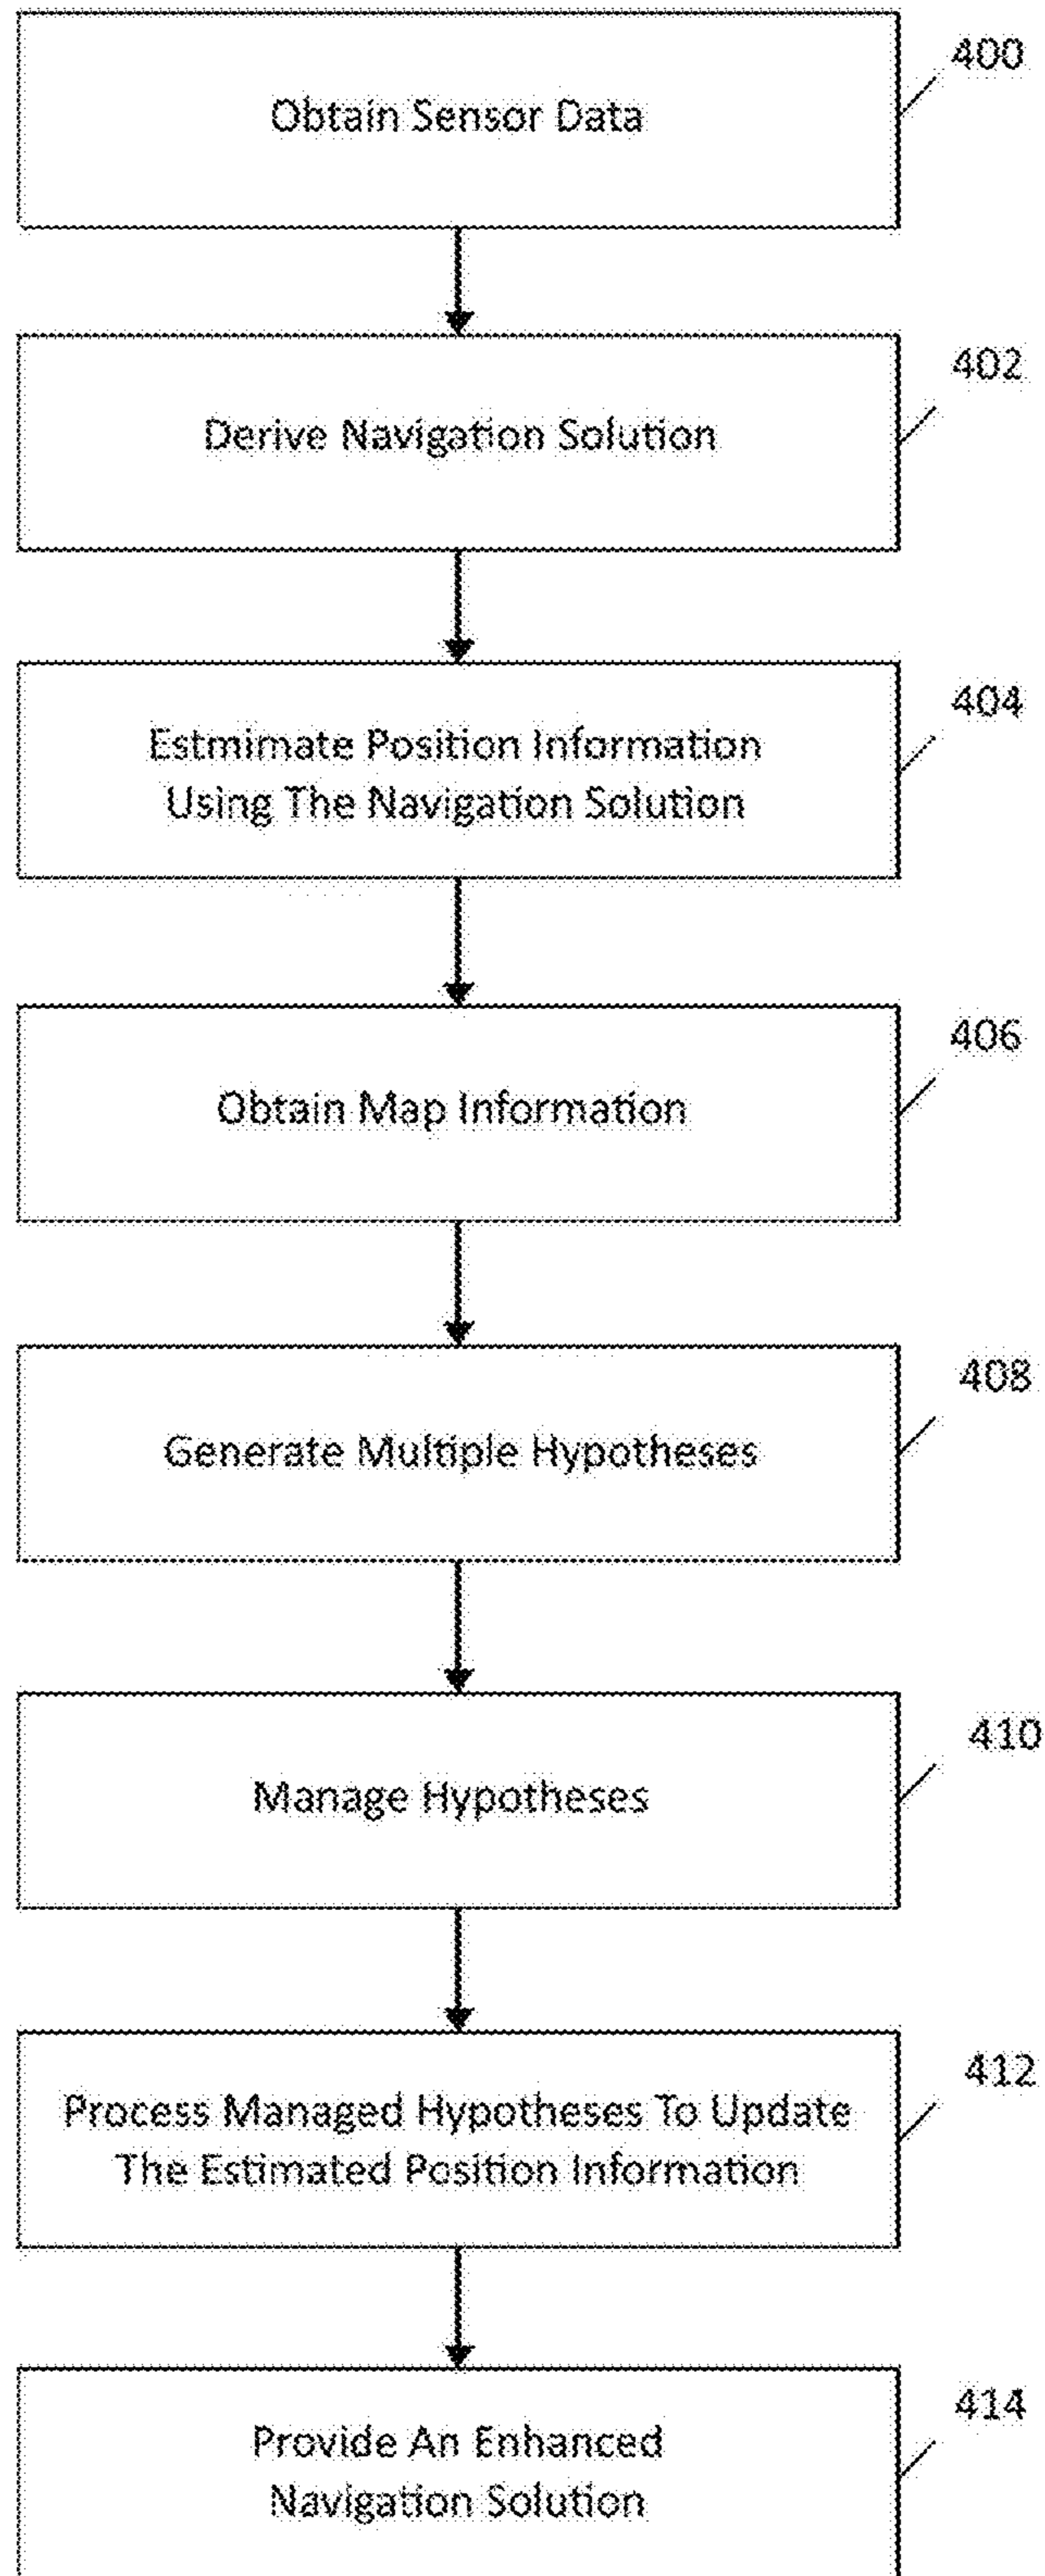 Obtain Sensor Data
400
Derive Navigation Solution
402
Estmimate Position Information
Using The Navigation Solution
404
Obtain Map Information
406
Generate Multiple Hypotheses
408
Manage Hypotheses
410
Process Managed Hypotheses To Update
The Estimated Position Information
412
Provide An Enhanced
Navigation Solution
414